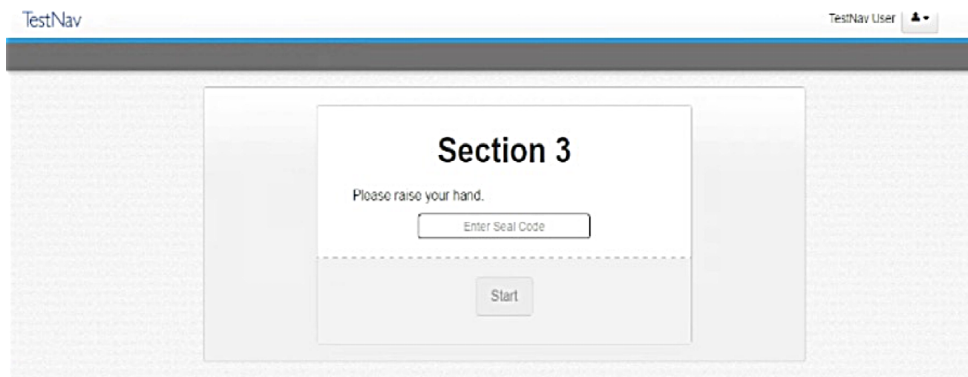 TestNav
TestNav User
Section 3
Please raise your hand.
Enter Seal Code
Start